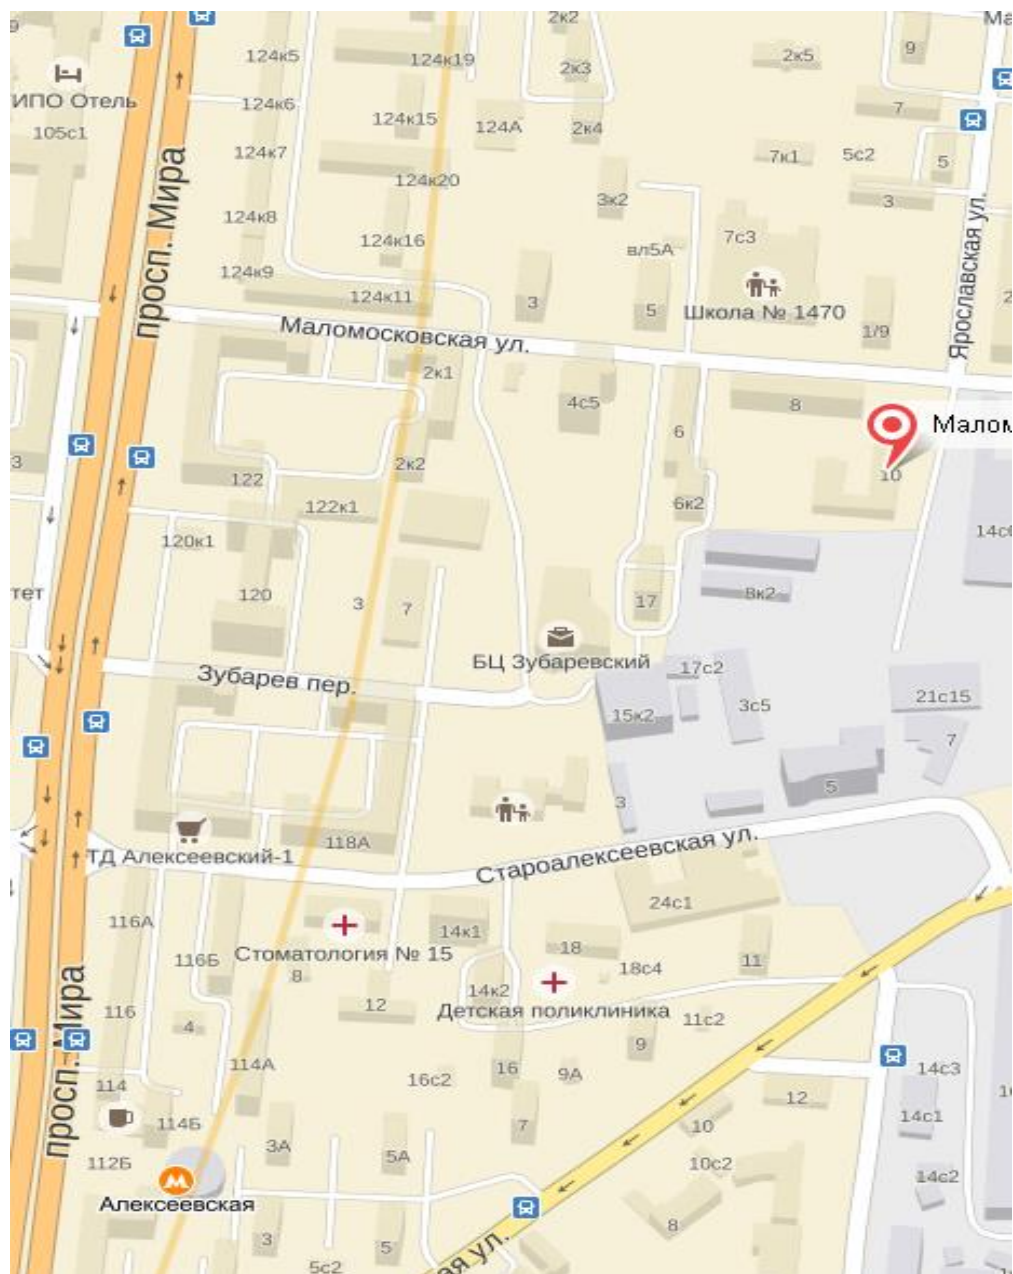 2к2
9
Ма
124к5
124к19
2к3
2к5
9
ИПО Отель
124к6
7
105с1
124к15
124А
2к4
124к7
7к1
5с2
5
124к20
3к2
3
просп. Мира
124к8
124к16
вл5А
7с3
Ярославская ул.
124к9
124к11
3
5
Школа № 1470
2
1/9
Маломосковская ул.
2к1
4с5
8
6
Малом
3
122
2к2
10
122к1
6к2
120к1
14с6
тет
120
3
7
17
8к2
Зубарев пер.
БЦ Зубаревский
17с2
15к2
3с5
21с15
7
5
3
ТД Алексеевский-1
118А
Староалексеевская ул.
24с1
116А
14к1
18
116Б
Стоматология № 15
8
18с4
11
14к2
12
Детская поликлиника
116
4
11с2
просп. Мира
9
114А
16с2
16
9А
14с3
114
12
114Б
7
10
14с1
3А
5А
112Б
10с2
14с2
Алексеевская
3
5
8
ая ул.
5с2